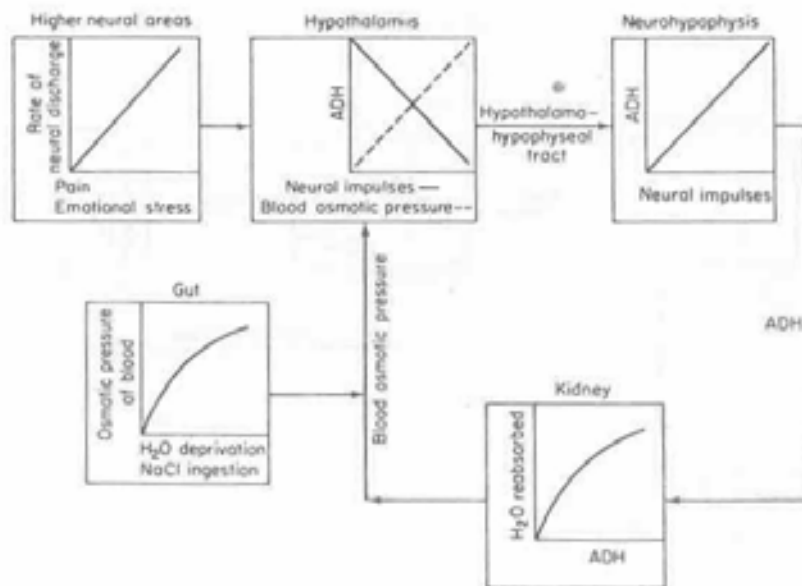 Higher neural areas
Rate of
neural discharge
Pain
Emotional stress
Hypothalamus
ADH
Neural impulses —
Blood osmotic pressure --
⊕
Hypothalamo-
hypophyseal
tract
Neurohypophysis
ADH
Neural impulses
Gut
Osmotic pressure
of blood
H₂O deprivation
NaCl ingestion
Blood osmotic pressure
ADH
Kidney
H₂O reabsorbed
ADH